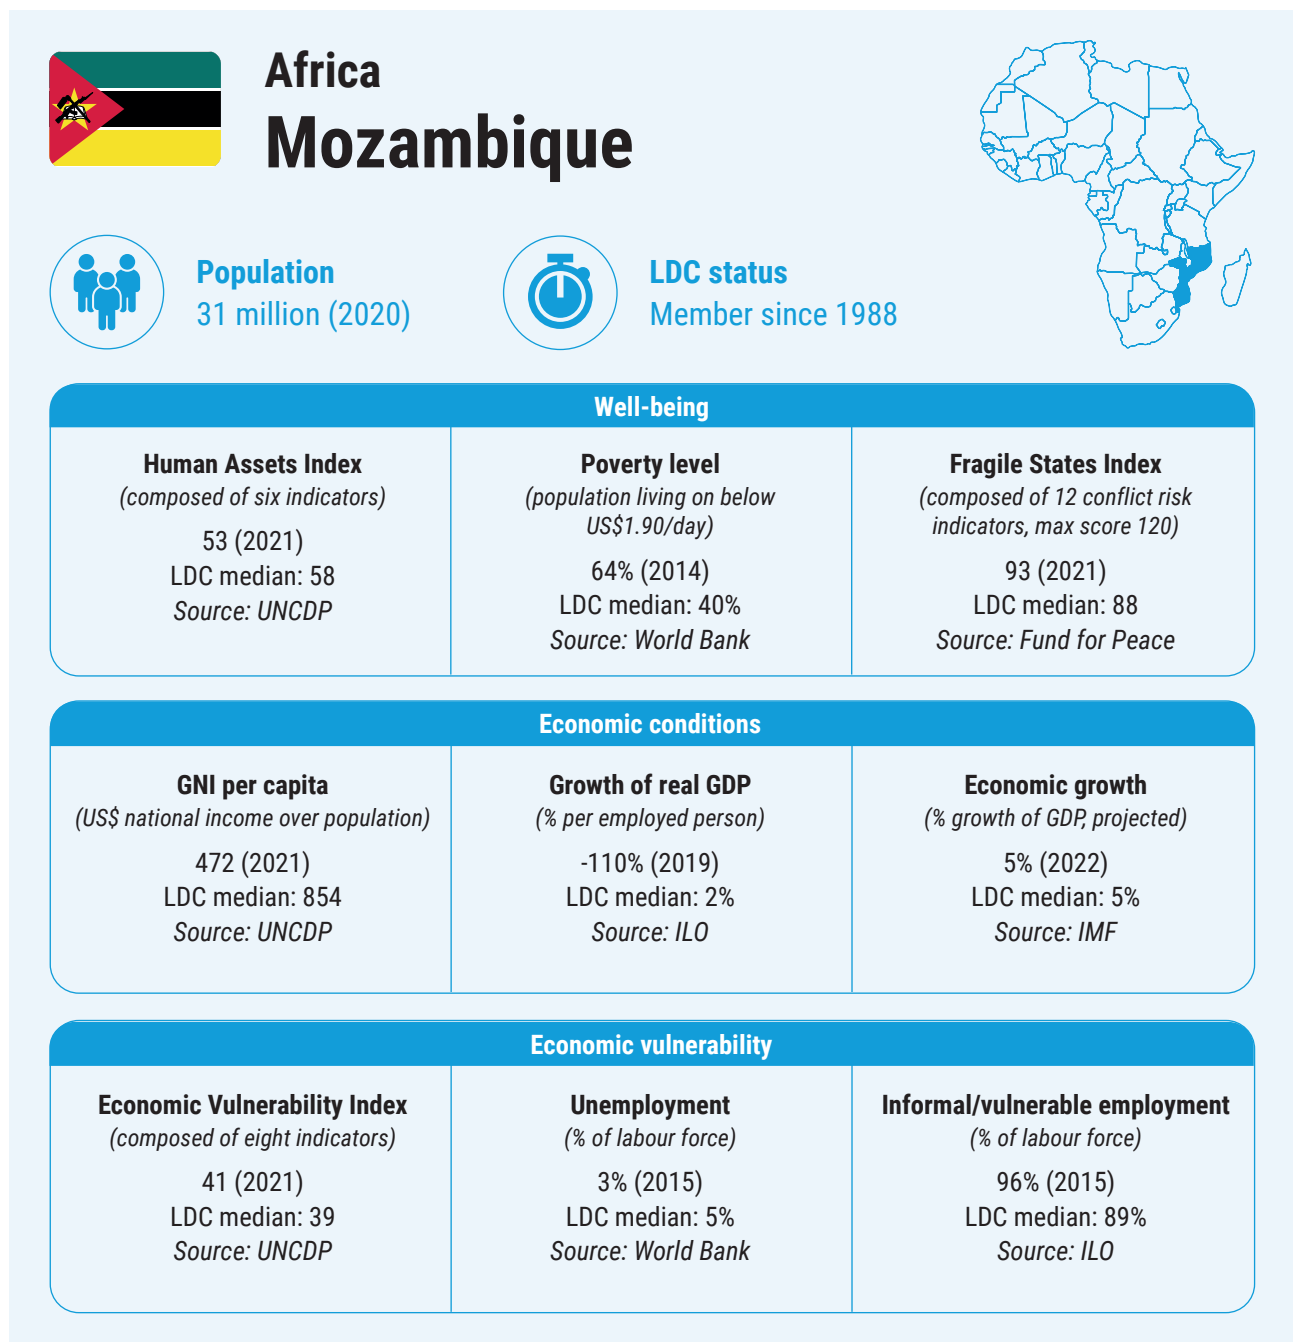 Africa
Mozambique
Population
31 million (2020)
LDC status
Member since 1988
Well-being
Human Assets Index
(composed of six indicators)
53 (2021)
LDC median: 58
Source: UNCDP
Poverty level
(population living on below
US$1.90/day)
64% (2014)
LDC median: 40%
Source: World Bank
Fragile States Index
(composed of 12 conflict risk
indicators, max score 120)
93 (2021)
LDC median: 88
Source: Fund for Peace
Economic conditions
GNI per capita
(US$ national income over population)
472 (2021)
LDC median: 854
Source: UNCDP
Growth of real GDP
(% per employed person)
-110% (2019)
LDC median: 2%
Source: ILO
Economic growth
(% growth of GDP, projected)
5% (2022)
LDC median: 5%
Source: IMF
Economic vulnerability
Economic Vulnerability Index
(composed of eight indicators)
41 (2021)
LDC median: 39
Source: UNCDP
Unemployment
(% of labour force)
3% (2015)
LDC median: 5%
Source: World Bank
Informal/vulnerable employment
(% of labour force)
96% (2015)
LDC median: 89%
Source: ILO